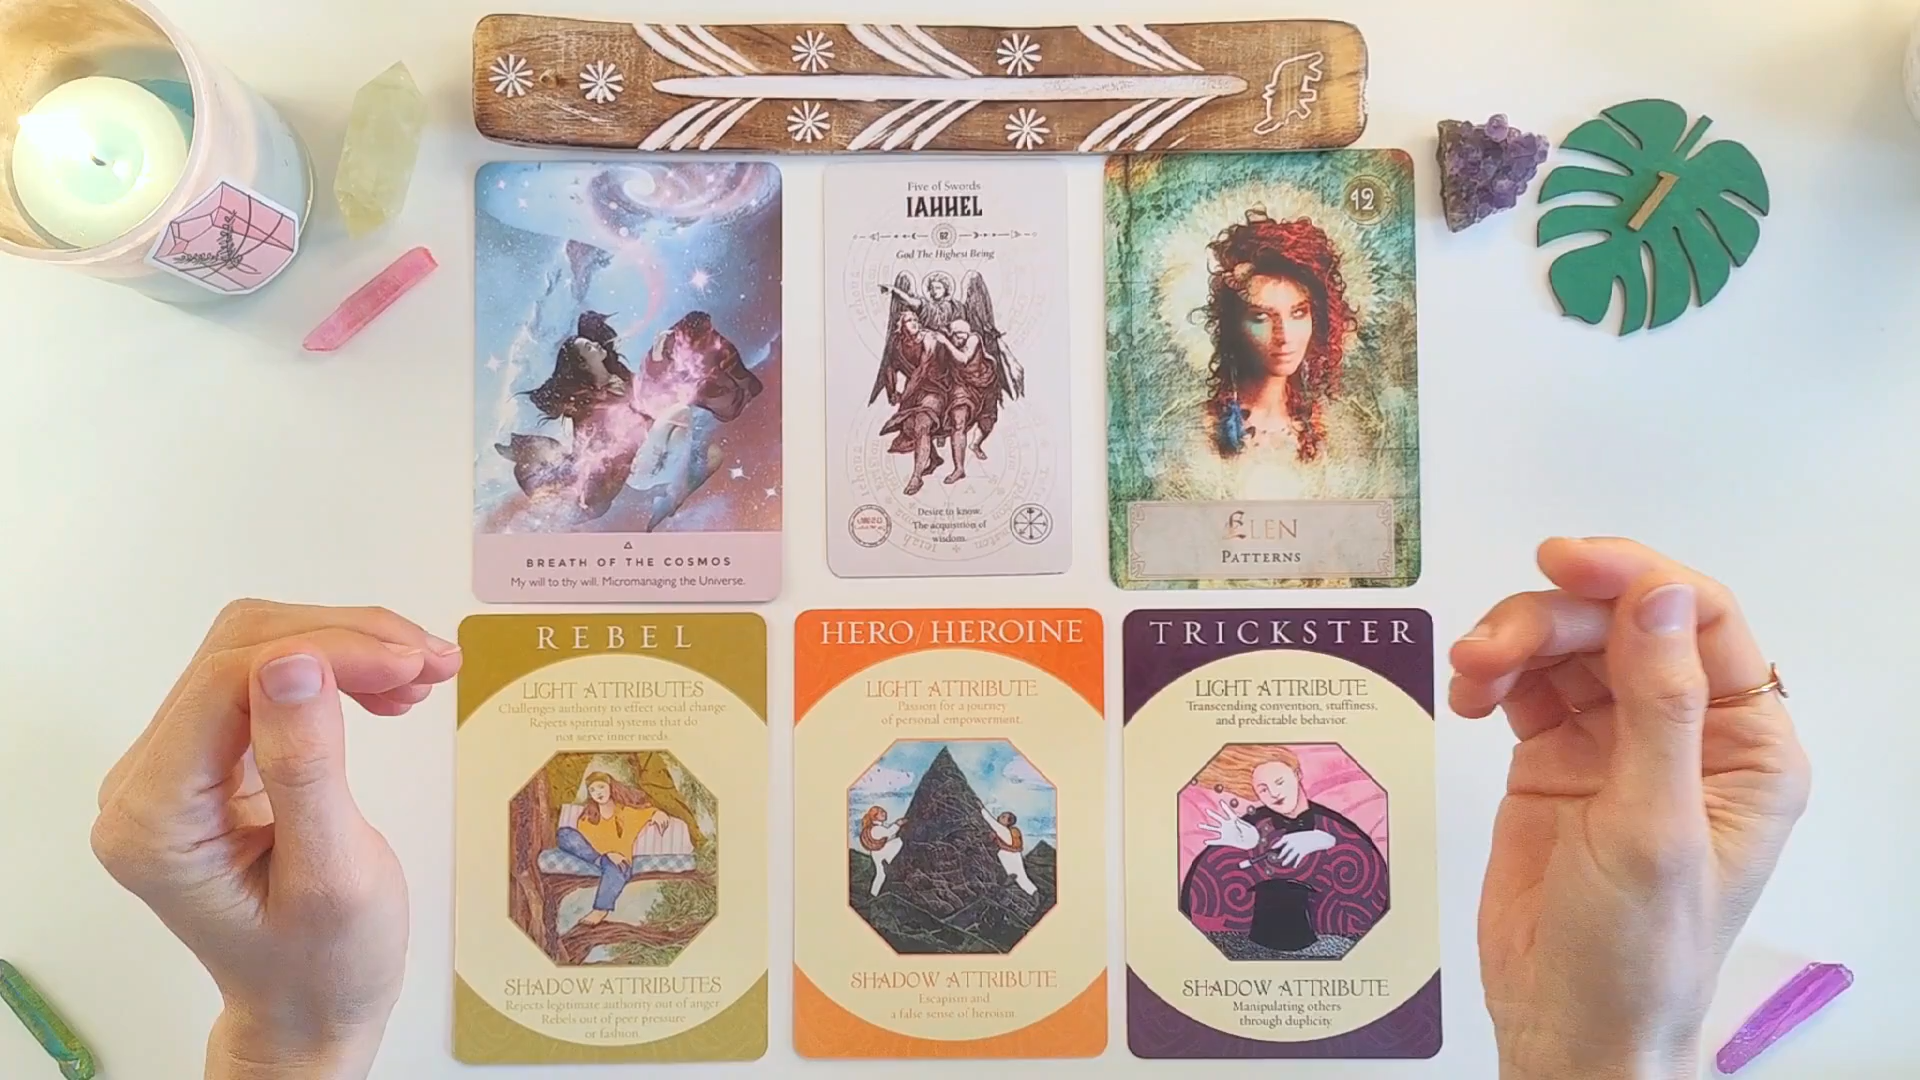 BREATH OF THE COSMOS
My will to thy will. Micromanaging the Universe.
Five of Swords
IAHHEL
62
God The Highest Being
Desire to know.
The acquisition of
wisdom.
42
ELEN
PATTERNS
1
REBEL
LIGHT ATTRIBUTES
Challenges authority to effect social change.
Rejects spiritual systems that do
not serve inner needs.
SHADOW ATTRIBUTES
Rejects legitimate authority out of anger
Rebels out of peer pressure
or fashion.
HERO/HEROINE
LIGHT ATTRIBUTE
Passion for a journey
of personal empowerment.
SHADOW ATTRIBUTE
Escapism and
a false sense of heroism.
TRICKSTER
LIGHT ATTRIBUTE
Transcending convention, stuffiness,
and predictable behavior.
SHADOW ATTRIBUTE
Manipulating others
through duplicity.